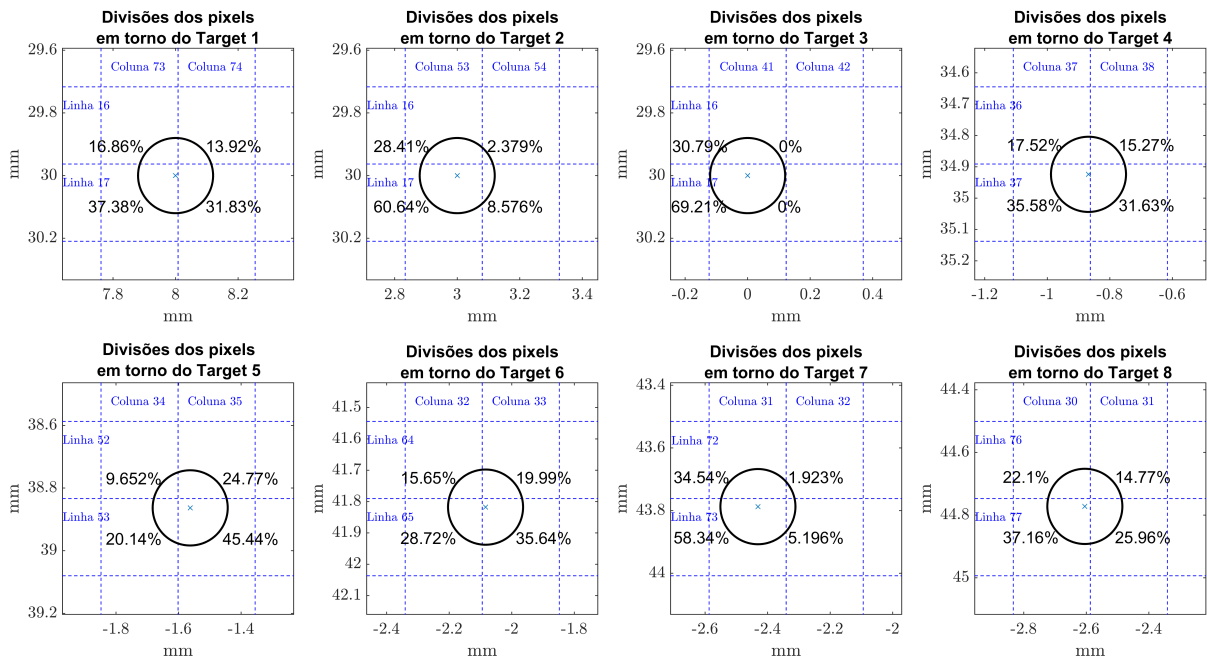 Divisões dos pixels
em torno do Target 1
29.6
29.8
30
30.2
mm
Coluna 73 Coluna 74
Linha 16
16.86% 13.92%
Linha 17
37.38% 31.83%
7.8 8 8.2
mm
Divisões dos pixels
em torno do Target 2
29.6
29.8
30
30.2
mm
Coluna 53 Coluna 54
Linha 16
28.41% 2.379%
Linha 17
60.64% 8.576%
2.8 3 3.2 3.4
mm
Divisões dos pixels
em torno do Target 3
29.6
29.8
30
30.2
mm
Coluna 41 Coluna 42
Linha 16
30.79% 0%
Linha 17
69.21% 0%
-0.2 0 0.2 0.4
mm
Divisões dos pixels
em torno do Target 4
34.6
34.7
34.8
34.9
35
35.1
35.2
mm
Coluna 37 Coluna 38
Linha 36
17.52% 15.27%
Linha 37
35.58% 31.63%
-1.2 -1 -0.8 -0.6
mm
Divisões dos pixels
em torno do Target 5
38.6
38.8
39
39.2
mm
Coluna 34 Coluna 35
Linha 52
9.652% 24.77%
Linha 53
20.14% 45.44%
-1.8 -1.6 -1.4
mm
Divisões dos pixels
em torno do Target 6
41.5
41.6
41.7
41.8
41.9
42
42.1
mm
Coluna 32 Coluna 33
Linha 64
15.65% 19.99%
Linha 65
28.72% 35.64%
-2.4 -2.2 -2 -1.8
mm
Divisões dos pixels
em torno do Target 7
43.4
43.6
43.8
44
mm
Coluna 31 Coluna 32
Linha 72
34.54% 1.923%
Linha 73
58.34% 5.196%
-2.6 -2.4 -2.2 -2
mm
Divisões dos pixels
em torno do Target 8
44.4
44.6
44.8
45
mm
Coluna 30 Coluna 31
Linha 76
22.1% 14.77%
Linha 77
37.16% 25.96%
-2.8 -2.6 -2.4
mm